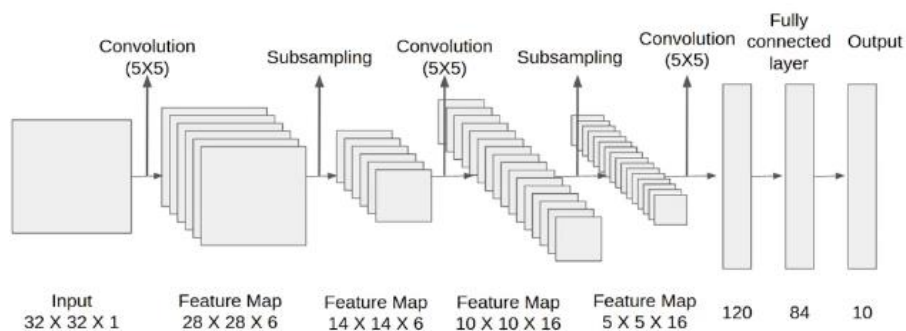 Convolution
(5X5)
Subsampling
Convolution
(5X5)
Subsampling
Convolution
(5X5)
Fully
connected
layer
Output
Input
32 X 32 X 1
Feature Map
28 X 28 X 6
Feature Map
14 X 14 X 6
Feature Map
10 X 10 X 16
Feature Map
5 X 5 X 16
120
84
10